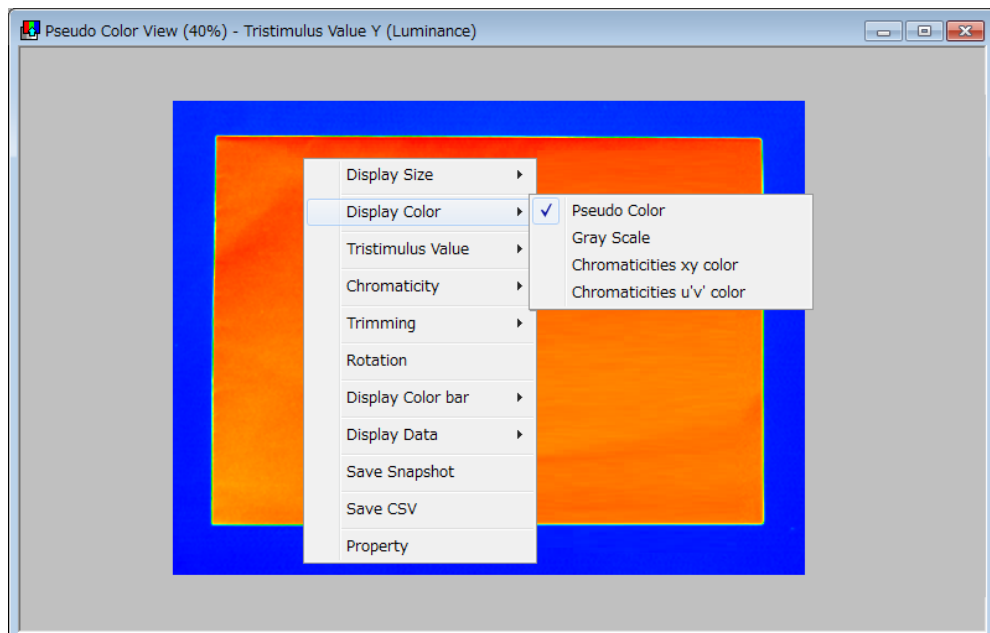 Pseudo Color View (40%) - Tristimulus Value Y (Luminance)
Display Size
Display Color
Tristimulus Value
Chromaticity
Trimming
Rotation
Display Color bar
Display Data
Save Snapshot
Save CSV
Property
Pseudo Color
Gray Scale
Chromaticities xy color
Chromaticities u'v' color